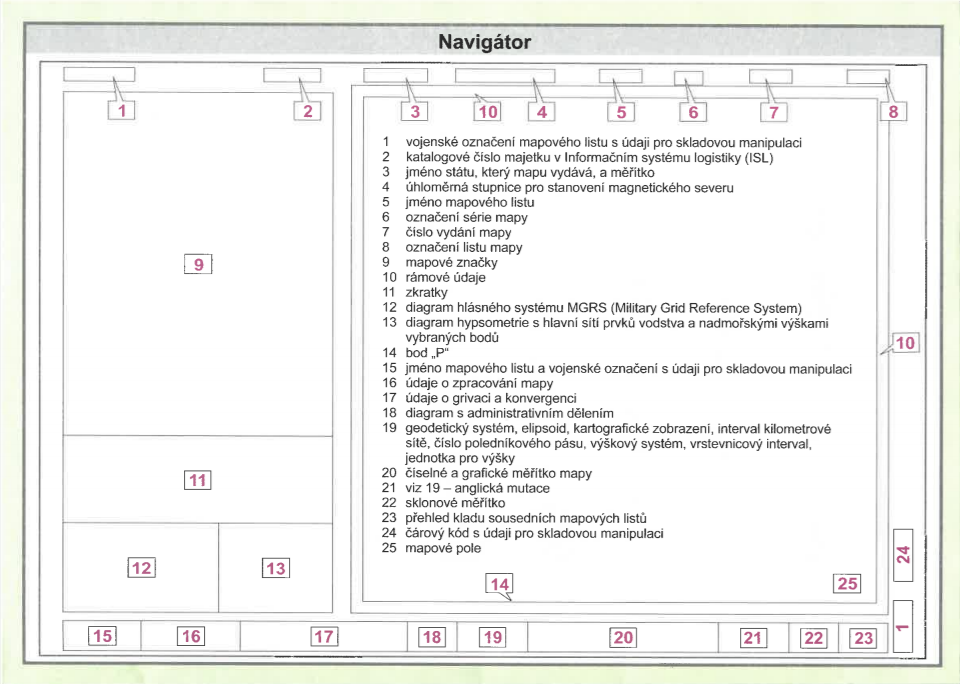 Navigátor
1
2
3
10
4
5
6
7
8
1 vojenské označení mapového listu s údaji pro skladovou manipulaci
2 katalogové číslo majetku v Informačním systému logistiky (ISL)
3 jméno státu, který mapu vydává, a měřítko
4 úhloměrná stupnice pro stanovení magnetického severu
5 jméno mapového listu
6 označení série mapy
7 číslo vydání mapy
8 označení listu mapy
9 mapové značky
10 rámové údaje
11 zkratky
12 diagram hlásného systému MGRS (Military Grid Reference System)
13 diagram hypsometrie s hlavní sítí prvků vodstva a nadmořskými výškami
vybraných bodů
14 bod „P"
15 jméno mapového listu a vojenské označení s údaji pro skladovou manipulaci
16 údaje o zpracování mapy
17 údaje o grivaci a konvergenci
18 diagram s administrativním dělením
19 geodetický systém, elipsoid, kartografické zobrazení, interval kilometrové
sítě, číslo poledníkového pásu, výškový systém, vrstevnicový interval,
jednotka pro výšky
20 číselné a grafické měřítko mapy
21 viz 19 – anglická mutace
22 sklonové měřítko
23 přehled kladu sousedních mapových listů
24 čárový kód s údaji pro skladovou manipulaci
25 mapové pole
9
10
11
12
13
14
25
24
1
15
16
17
18
19
20
21
22
23